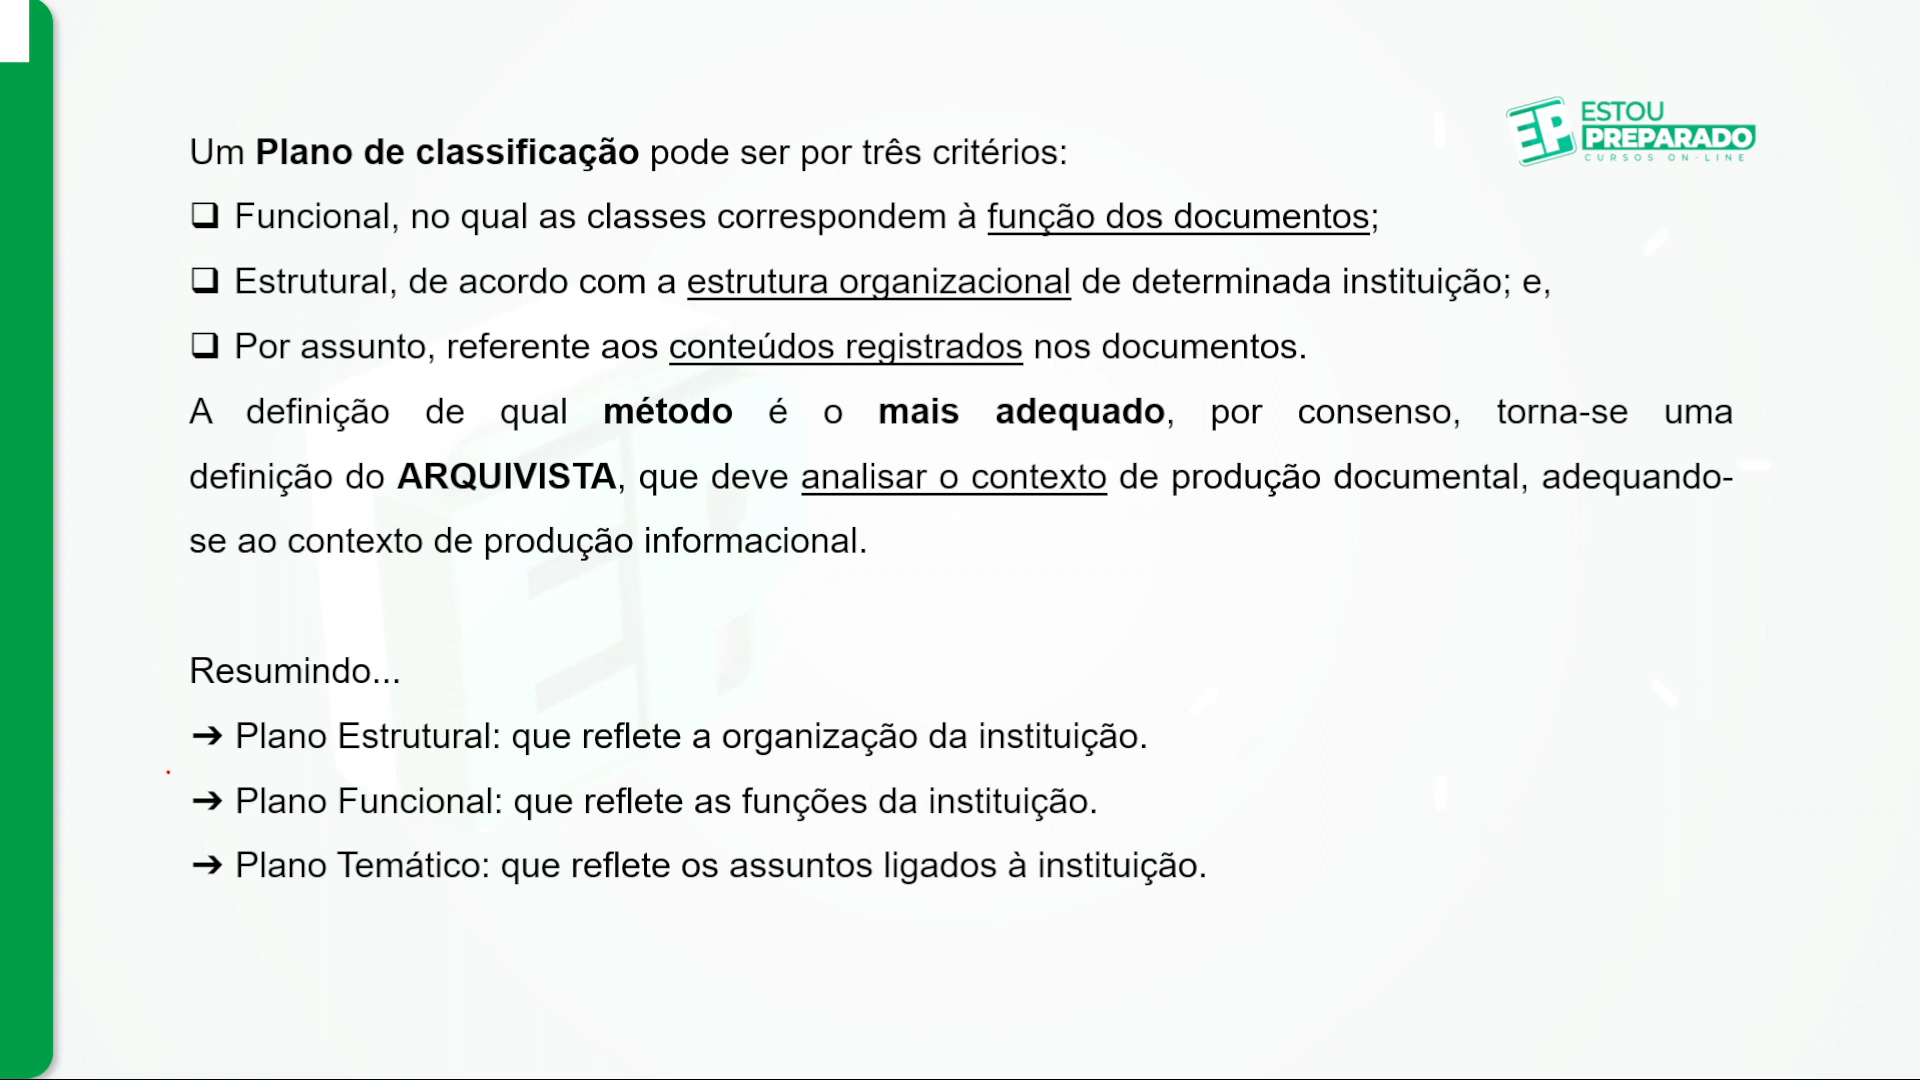 ESTOU
PREPARADO
CURSOS ON-LINE
Um Plano de classificação pode ser por três critérios:
❑ Funcional, no qual as classes correspondem à função dos documentos;
❑ Estrutural, de acordo com a estrutura organizacional de determinada instituição; e,
❑ Por assunto, referente aos conteúdos registrados nos documentos.
A definição de qual método é o mais adequado, por consenso, torna-se uma
definição do ARQUIVISTA, que deve analisar o contexto de produção documental, adequando-
se ao contexto de produção informacional.
Resumindo...
➔ Plano Estrutural: que reflete a organização da instituição.
➔ Plano Funcional: que reflete as funções da instituição.
➔ Plano Temático: que reflete os assuntos ligados à instituição.